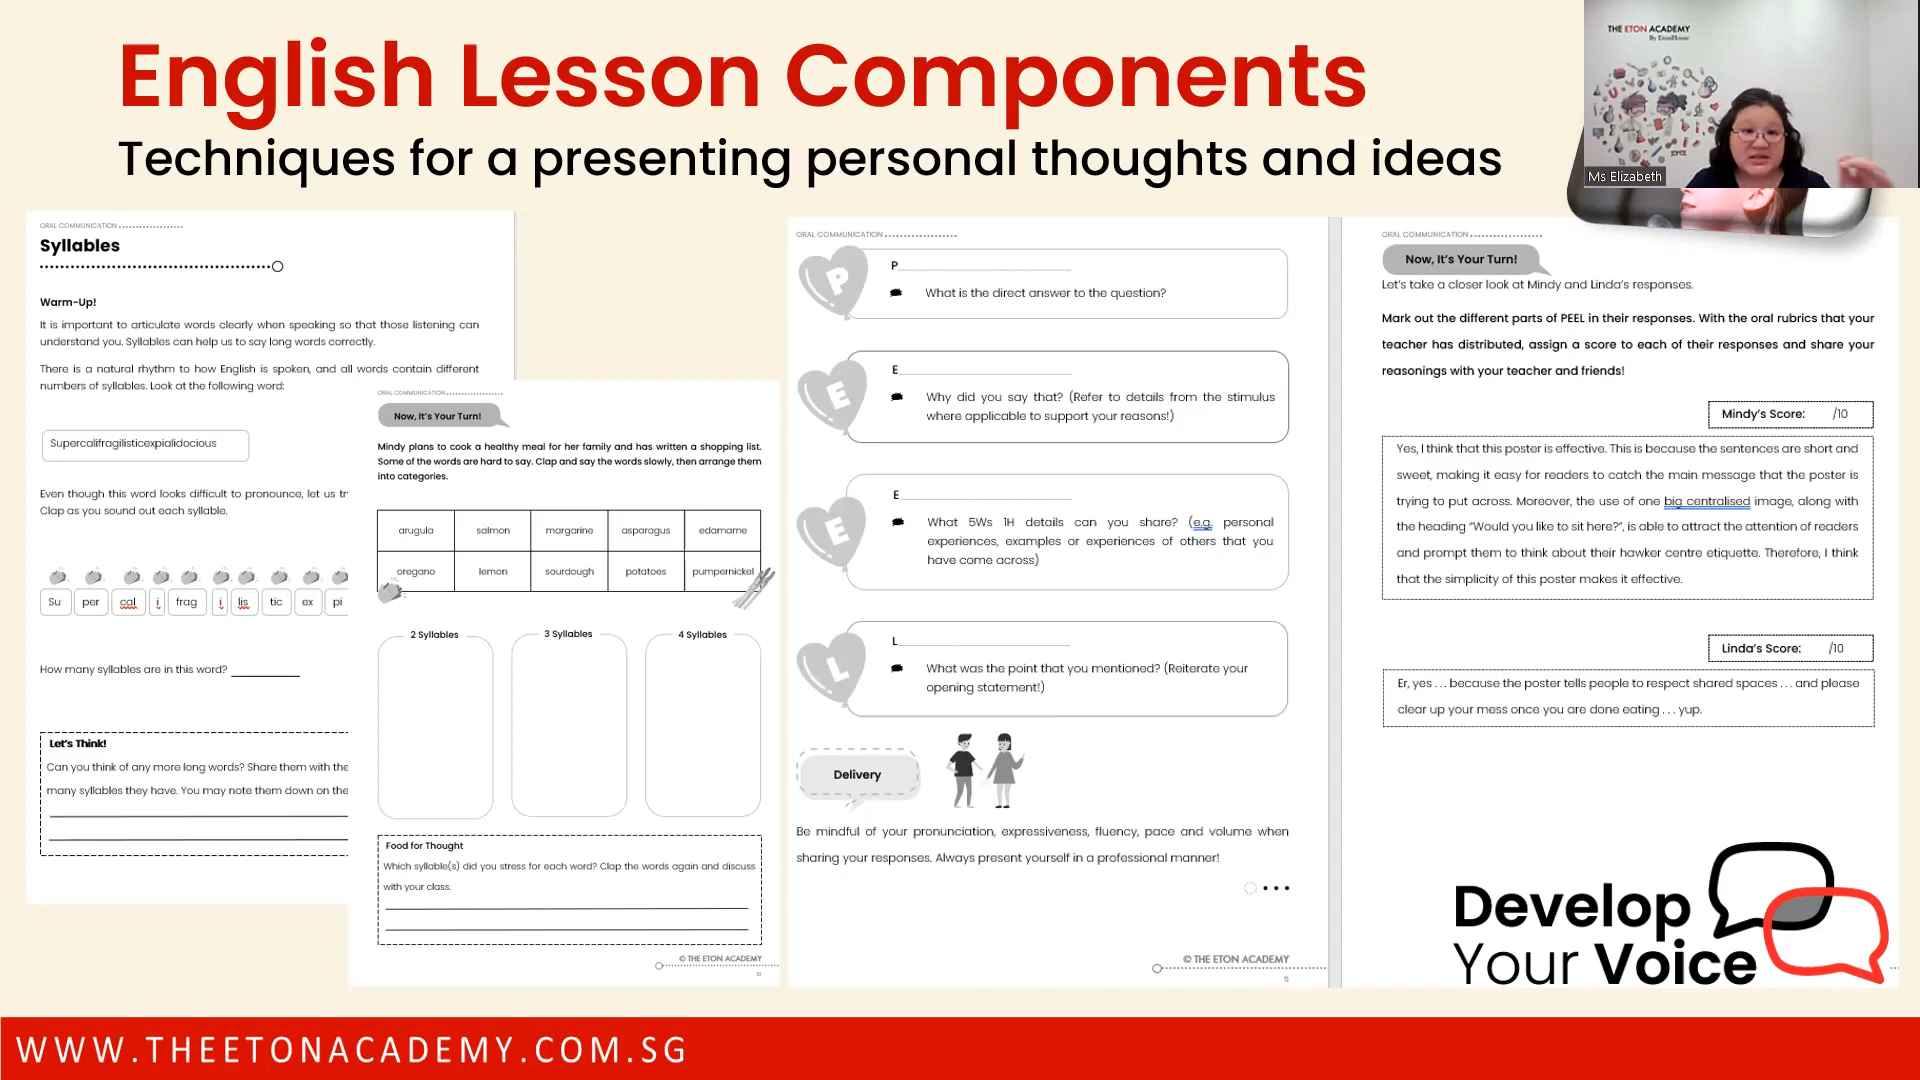 English Lesson Components
Techniques for a presenting personal thoughts and ideas
THE ETON ACADEMY
By EtonHouse
Ms Elizabeth
ORAL COMMUNICATION
Syllables
Warm-Up!
It is important to articulate words clearly when speaking so that those listening can
understand you. Syllables can help us to say long words correctly.
There is a natural rhythm to how English is spoken, and all words contain different
numbers of syllables. Look at the following word:
Supercalifragilisticexpialidocious
Even though this word looks difficult to pronounce, let us tr
Clap as you sound out each syllable.
Su per cal i frag i lis tic ex pi
How many syllables are in this word?
Let's Think!
Can you think of any more long words? Share them with the
many syllables they have. You may note them down on the
ORAL COMMUNICATION
Now, It's Your Turn!
Mindy plans to cook a healthy meal for her family and has written a shopping list.
Some of the words are hard to say. Clap and say the words slowly, then arrange them
into categories.
arugula salmon margarine asparagus edamame
oregano lemon sourdough potatoes pumpernickel
2 Syllables 3 Syllables 4 Syllables
Food for Thought
Which syllable(s) did you stress for each word? Clap the words again and discuss
with your class.
© THE ETON ACADEMY
10
ORAL COMMUNICATION
P
P
What is the direct answer to the question?
E
E
Why did you say that? (Refer to details from the stimulus
where applicable to support your reasons!)
E
E
What 5Ws 1H details can you share? (e.g. personal
experiences, examples or experiences of others that you
have come across)
L
L
What was the point that you mentioned? (Reiterate your
opening statement!)
Delivery
Be mindful of your pronunciation, expressiveness, fluency, pace and volume when
sharing your responses. Always present yourself in a professional manner!
© THE ETON ACADEMY
ORAL COMMUNICATION
Now, It's Your Turn!
Let's take a closer look at Mindy and Linda's responses.
Mark out the different parts of PEEL in their responses. With the oral rubrics that your
teacher has distributed, assign a score to each of their responses and share your
reasonings with your teacher and friends!
Mindy's Score: /10
Yes, I think that this poster is effective. This is because the sentences are short and
sweet, making it easy for readers to catch the main message that the poster is
trying to put across. Moreover, the use of one big centralised image, along with
the heading "Would you like to sit here?", is able to attract the attention of readers
and prompt them to think about their hawker centre etiquette. Therefore, I think
that the simplicity of this poster makes it effective.
Linda's Score: /10
Er, yes . . . because the poster tells people to respect shared spaces . . . and please
clear up your mess once you are done eating . . . yup.
Develop
Your Voice
WWW.THEETONACADEMY.COM.SG